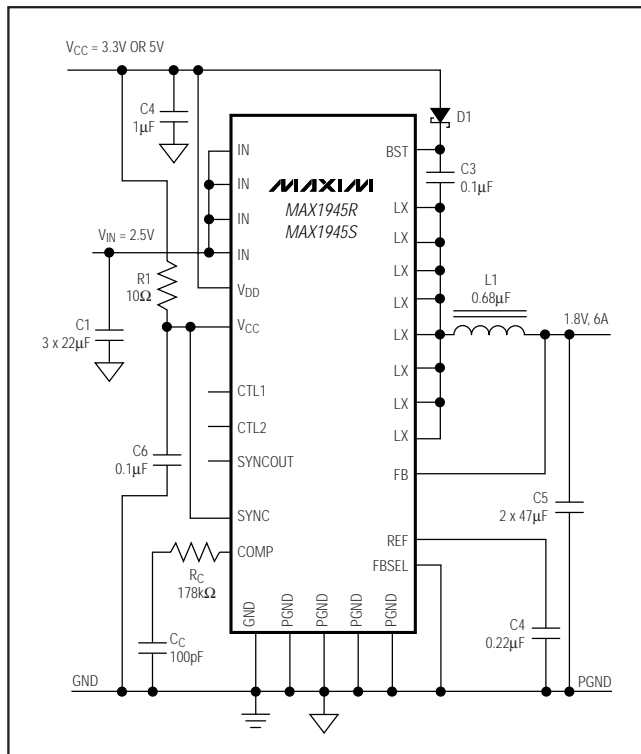 VCC = 3.3V OR 5V
C4
1µF
D1
IN
BST
C3
0.1µF
IN
MAXIM
LX
IN
MAX1945R
LX
MAX1945S
VIN = 2.5V
IN
LX
R1
10Ω
VDD
LX
L1
0.68µF
C1
3 x 22µF
VCC
LX
1.8V, 6A
LX
CTL1
LX
CTL2
LX
C6
0.1µF
SYNCOUT
FB
C5
2 x 47µF
SYNC
REF
COMP
FBSEL
RC
178kΩ
GND
PGND
PGND
PGND
PGND
C4
0.22µF
CC
100pF
GND
PGND